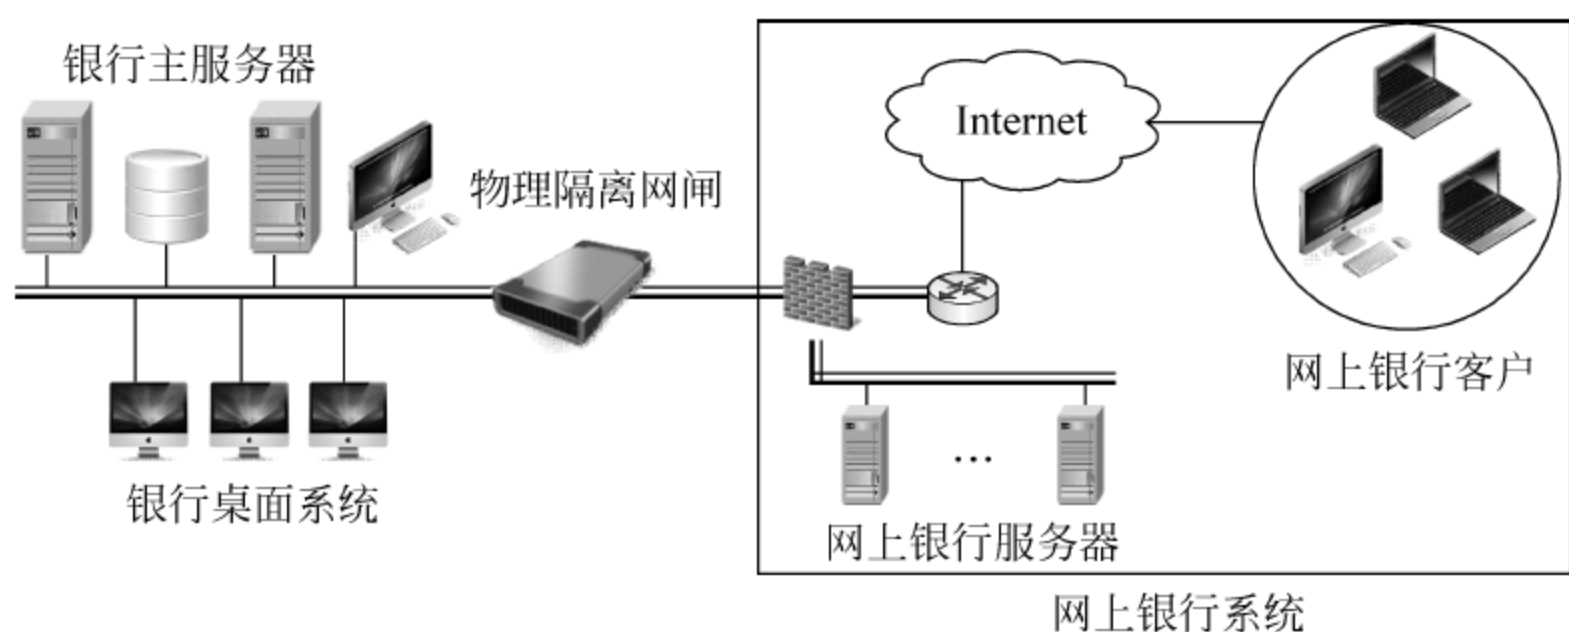 银行主服务器
物理隔离网闸
Internet
网上银行客户
银行桌面系统
网上银行服务器
网上银行系统